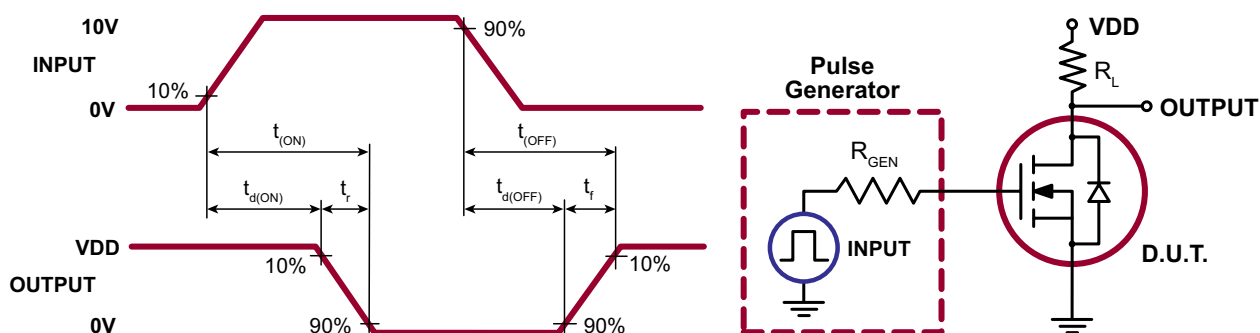 10V
INPUT
0V
10%
90%
t(ON)
t(OFF)
td(ON)
tr
td(OFF)
tf
VDD
OUTPUT
0V
10%
90%
90%
10%
Pulse
Generator
RGEN
INPUT
VDD
RL
OUTPUT
D.U.T.